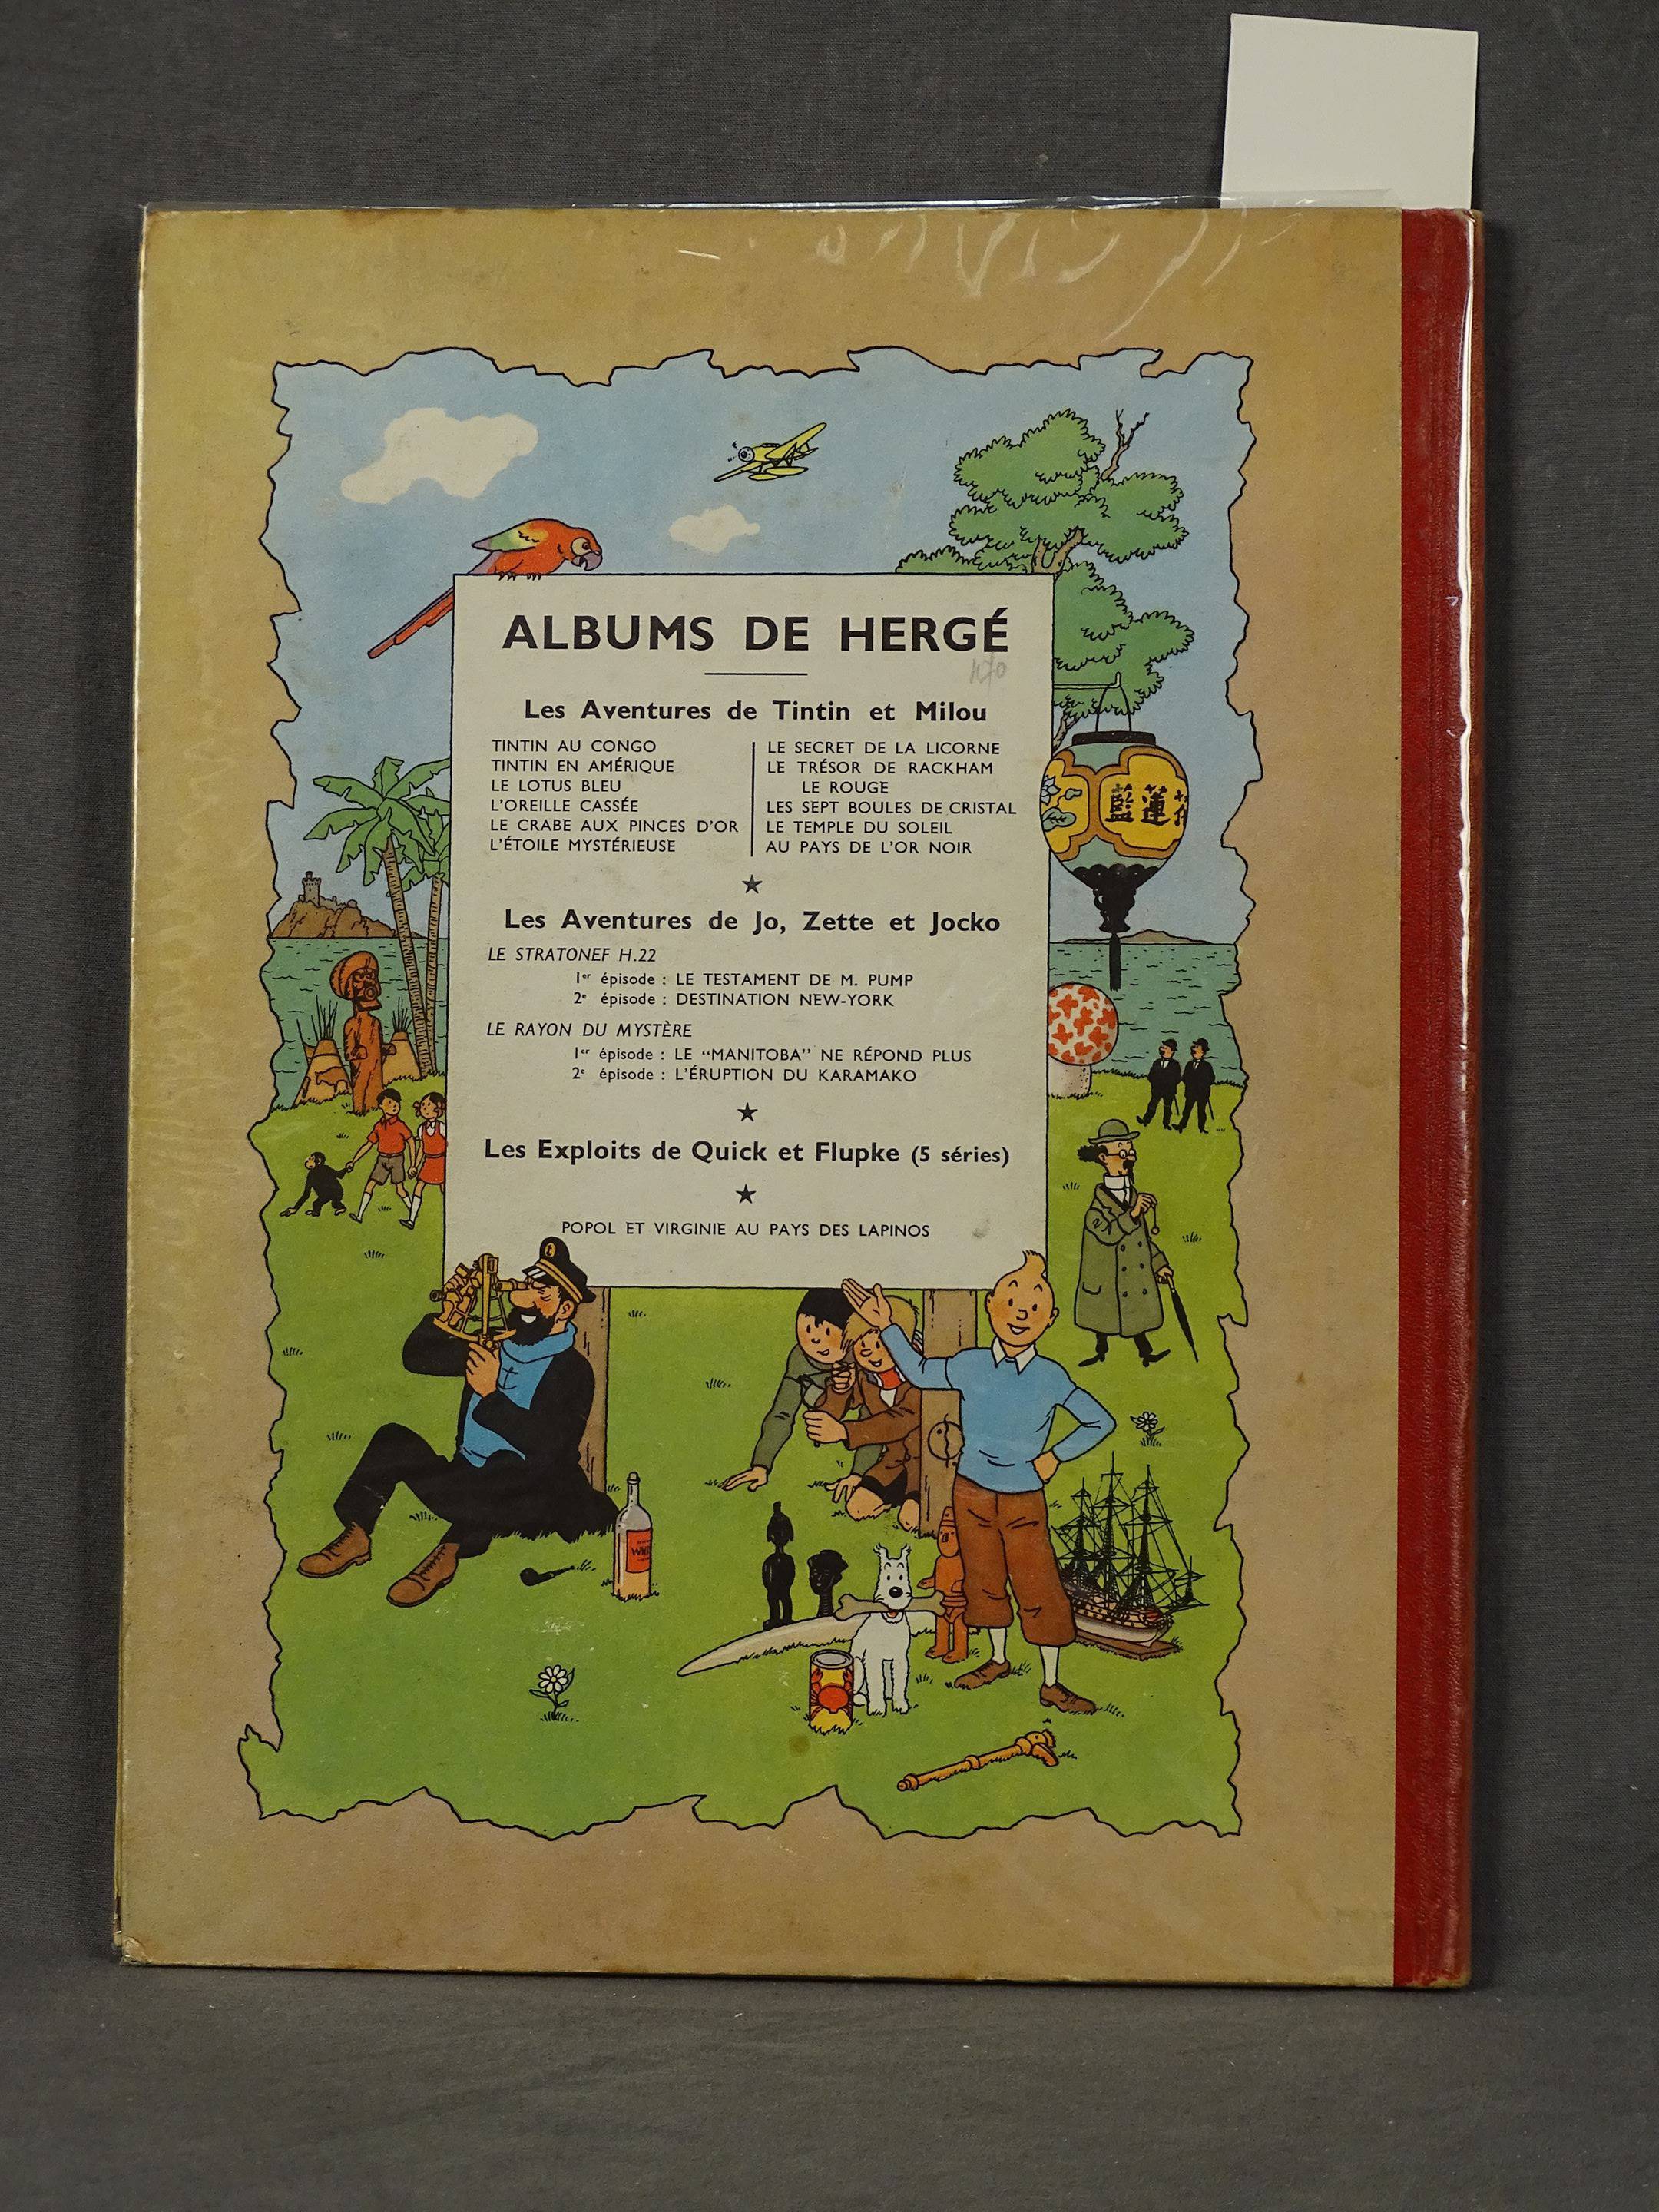 ALBUMS DE HERGÉ
Les Aventures de Tintin et Milou
TINTIN AU CONGO
TINTIN EN AMÉRIQUE
LE LOTUS BLEU
L'OREILLE CASSÉE
LE CRABE AUX PINCES D'OR
L'ÉTOILE MYSTÉRIEUSE
LE SECRET DE LA LICORNE
LE TRÉSOR DE RACKHAM
LE ROUGE
LES SEPT BOULES DE CRISTAL
LE TEMPLE DU SOLEIL
AU PAYS DE L'OR NOIR
藍蓮
Les Aventures de Jo, Zette et Jocko
LE STRATONEF H.22
1er épisode : LE TESTAMENT DE M. PUMP
2e épisode : DESTINATION NEW-YORK
LE RAYON DU MYSTÈRE
1er épisode : LE “MANITOBA” NE RÉPOND PLUS
2e épisode : L'ÉRUPTION DU KARAMAKO
Les Exploits de Quick et Flupke (5 séries)
POPOL ET VIRGINIE AU PAYS DES LAPINOS